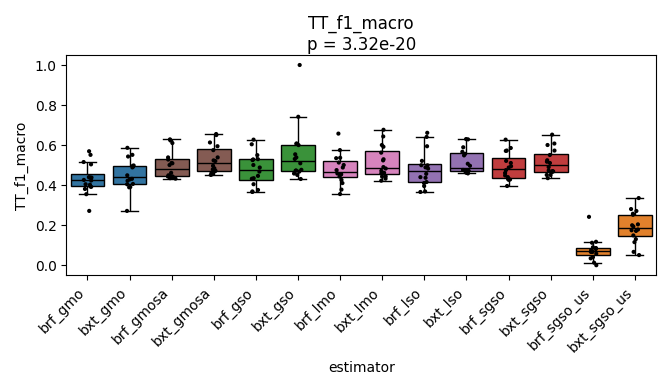 TT_f1_macro
p = 3.32e-20
TT_f1_macro
1.0
0.8
0.6
0.4
0.2
0.0
brf_gmo
bxt_gmo
brf_gmosa
bxt_gmosa
brf_gso
bxt_gso
brf_lmo
bxt_lmo
brf_lso
bxt_lso
brf_sgso
bxt_sgso
brf_sgso_us
bxt_sgso_us
estimator